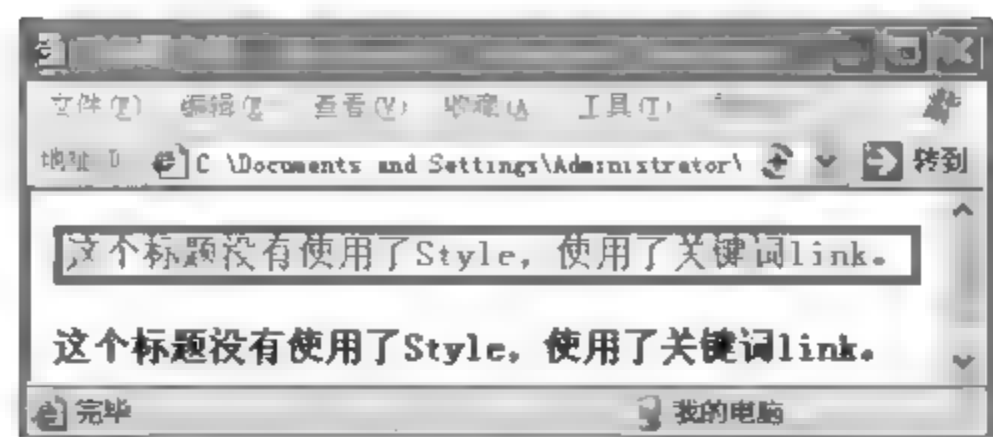 文件(F) 编辑(E 查看(V) 收藏(A 工具(T)
地址 D C \Documents and Settings\Administrator\ 转到
这个标题没有使用了Style，使用了关键词link。
这个标题没有使用了Style，使用了关键词link。
完毕 我的电脑